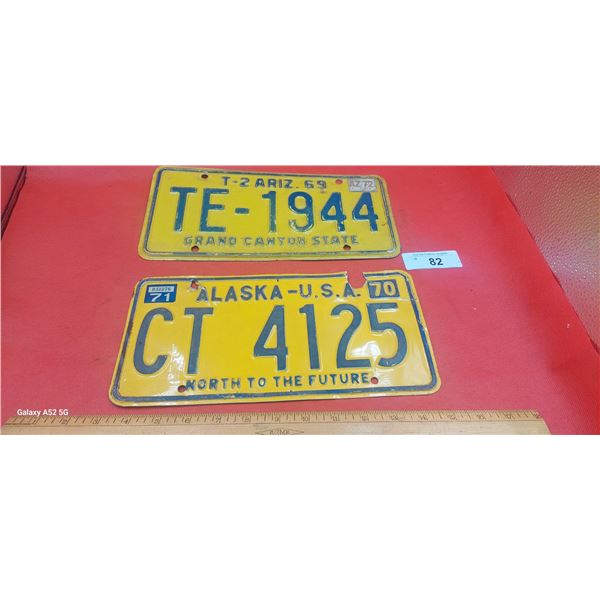 T-2 ARIZ. 69 AZ 72
TE-1944
GRAND CANYON STATE
82
71 ALASKA-U.S.A. 70
CT 4125
NORTH TO THE FUTURE
Galaxy A52 5G